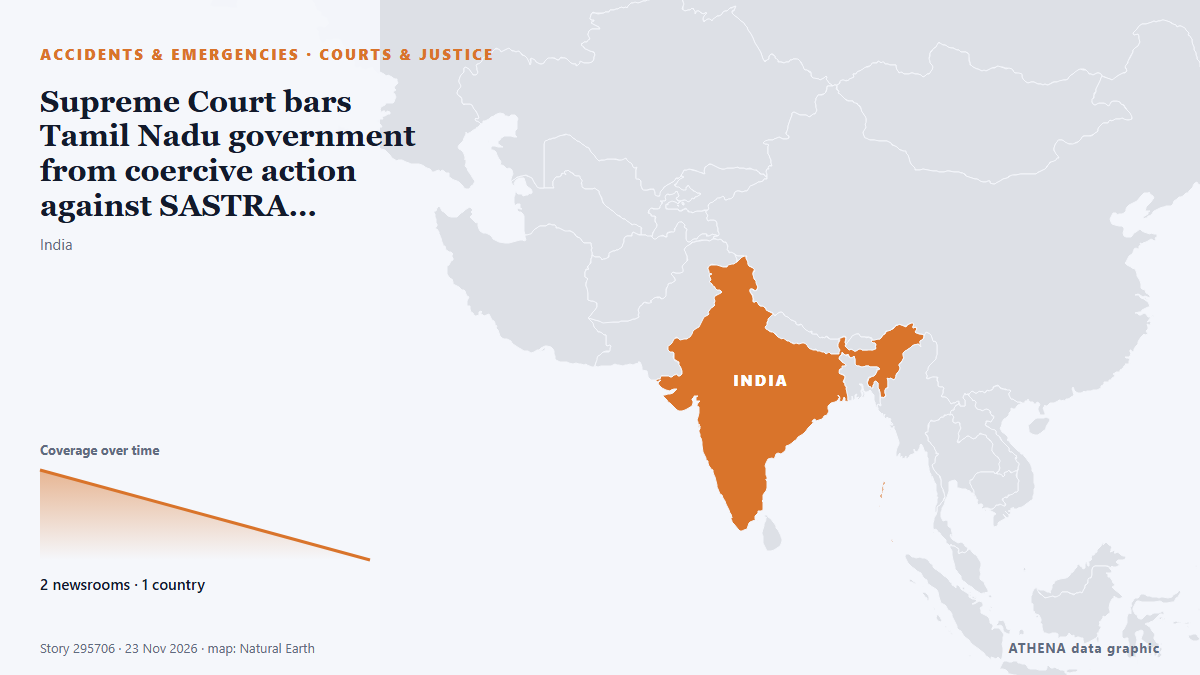 ACCIDENTS & EMERGENCIES · COURTS & JUSTICE
Supreme Court bars
Tamil Nadu government
from coercive action
against SASTRA…
India
INDIA
Coverage over time
2 newsrooms · 1 country
Story 295706 · 23 Nov 2026 · map: Natural Earth
ATHENA data graphic